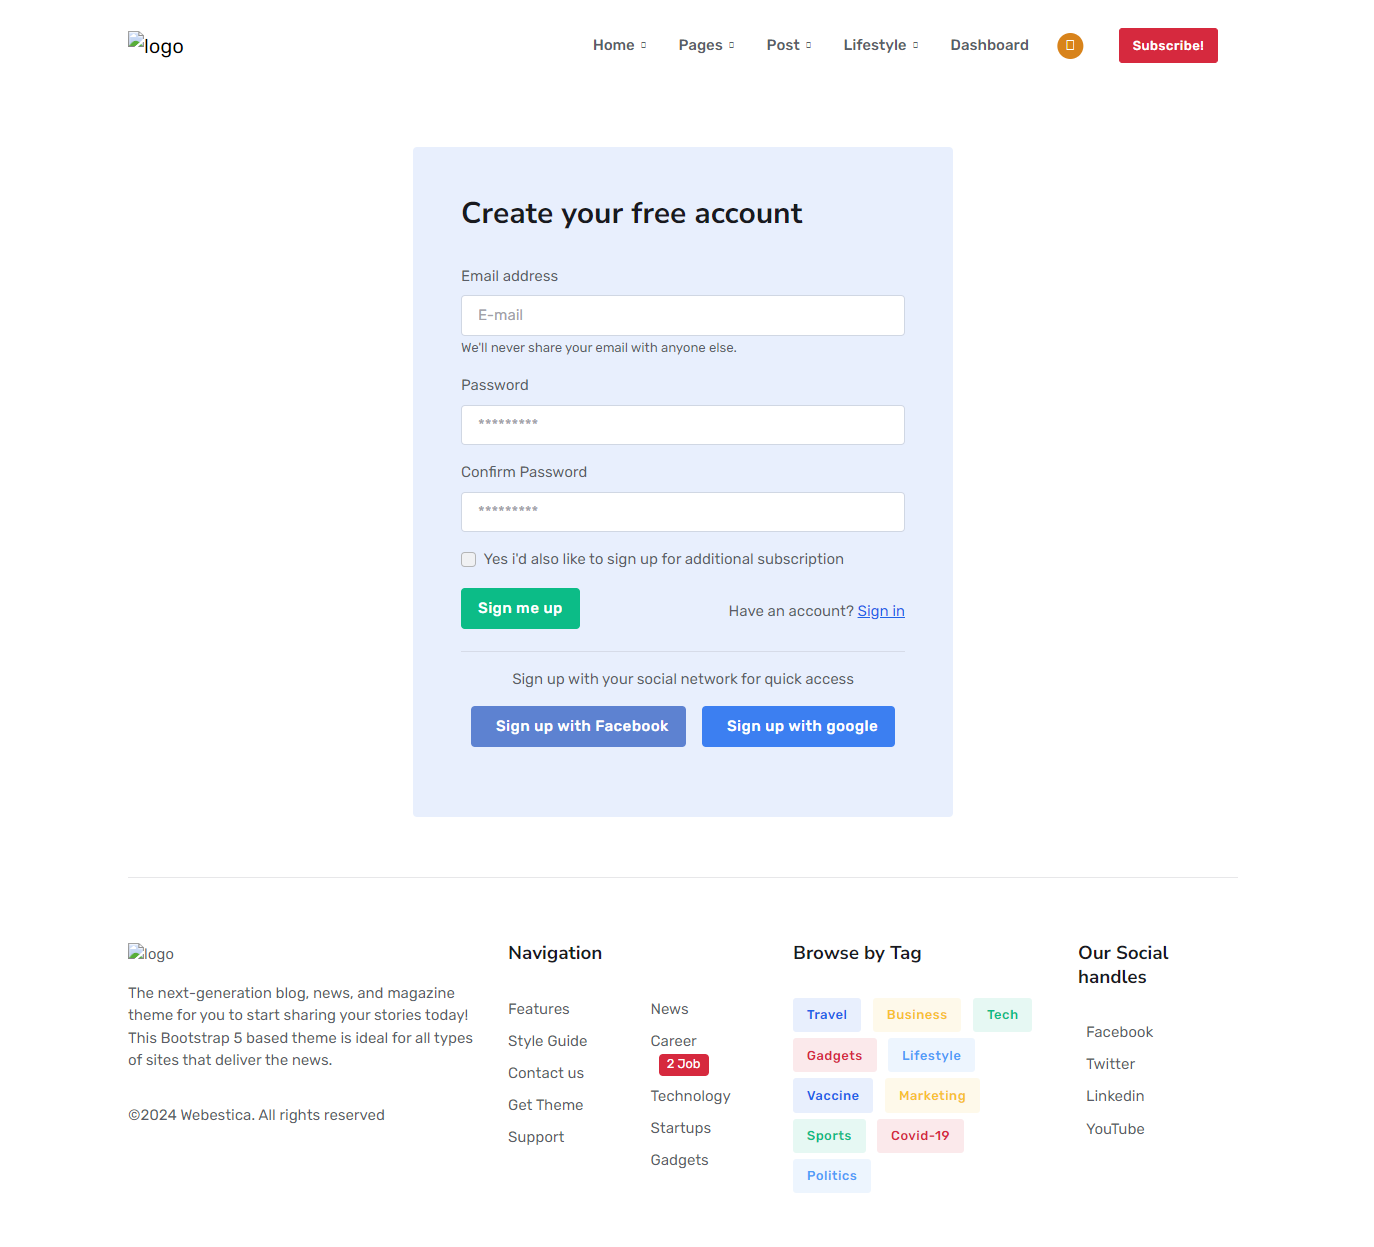 logo
Home Pages Post Lifestyle Dashboard Subscribe!
Create your free account
Email address
E-mail
We'll never share your email with anyone else.
Password
*********
Confirm Password
*********
Yes i'd also like to sign up for additional subscription
Sign me up
Have an account? Sign in
Sign up with your social network for quick access
Sign up with Facebook
Sign up with google
logo
The next-generation blog, news, and magazine
theme for you to start sharing your stories today!
This Bootstrap 5 based theme is ideal for all types
of sites that deliver the news.
©2024 Webestica. All rights reserved
Navigation
Features
Style Guide
Contact us
Get Theme
Support
News
Career
2 Job
Technology
Startups
Gadgets
Browse by Tag
Travel Business Tech
Gadgets Lifestyle
Vaccine Marketing
Sports Covid-19
Politics
Our Social
handles
Facebook
Twitter
Linkedin
YouTube